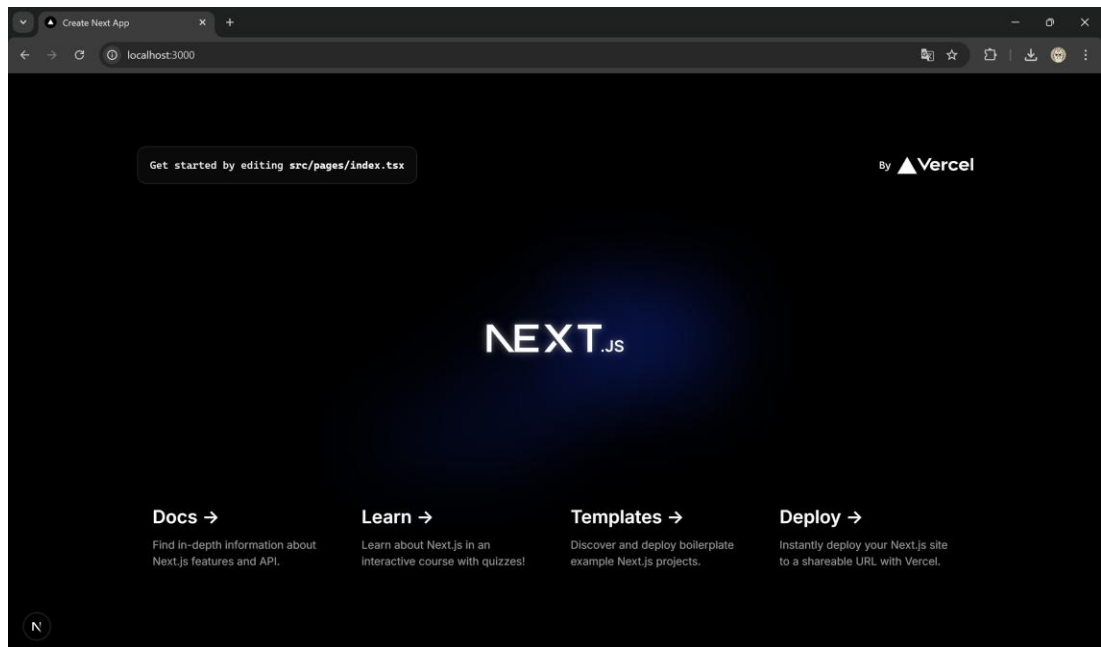 Create Next App
localhost:3000
Get started by editing src/pages/index.tsx
By Vercel
NEXT.JS
Docs →
Find in-depth information about
Next.js features and API.
Learn →
Learn about Next.js in an
interactive course with quizzes!
Templates →
Discover and deploy boilerplate
example Next.js projects.
Deploy →
Instantly deploy your Next.js site
to a shareable URL with Vercel.
N